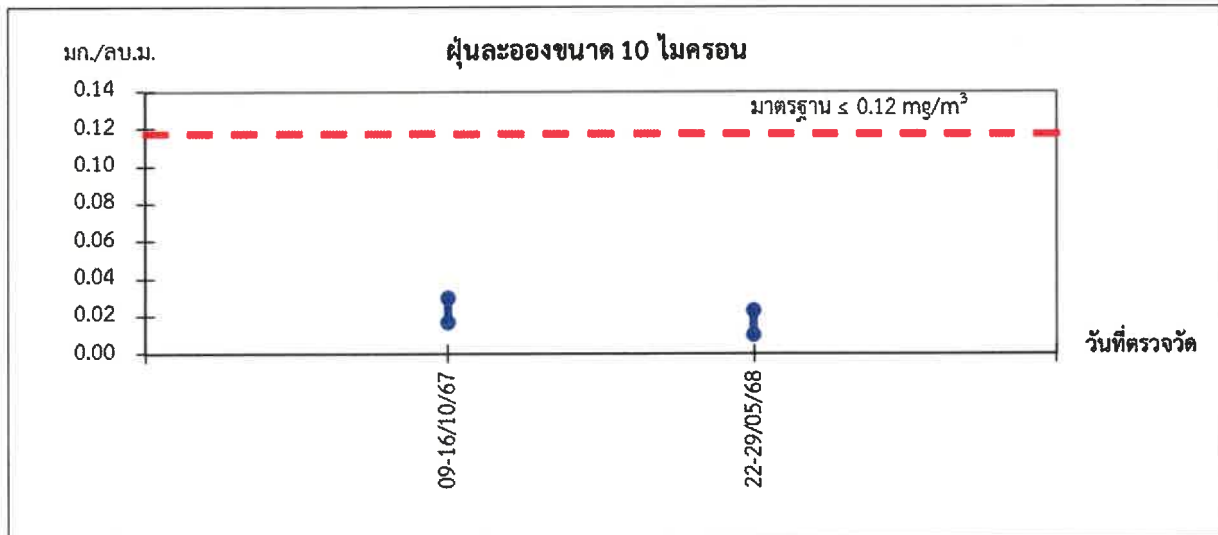 ฝุ่นละอองขนาด 10 ไมครอน
มก./ลบ.ม.
0.14
มาตรฐาน ≤ 0.12 mg/m³
0.12
0.10
0.08
0.06
0.04
0.02
0.00
วันที่ตรวจวัด
09-16/10/67
22-29/05/68